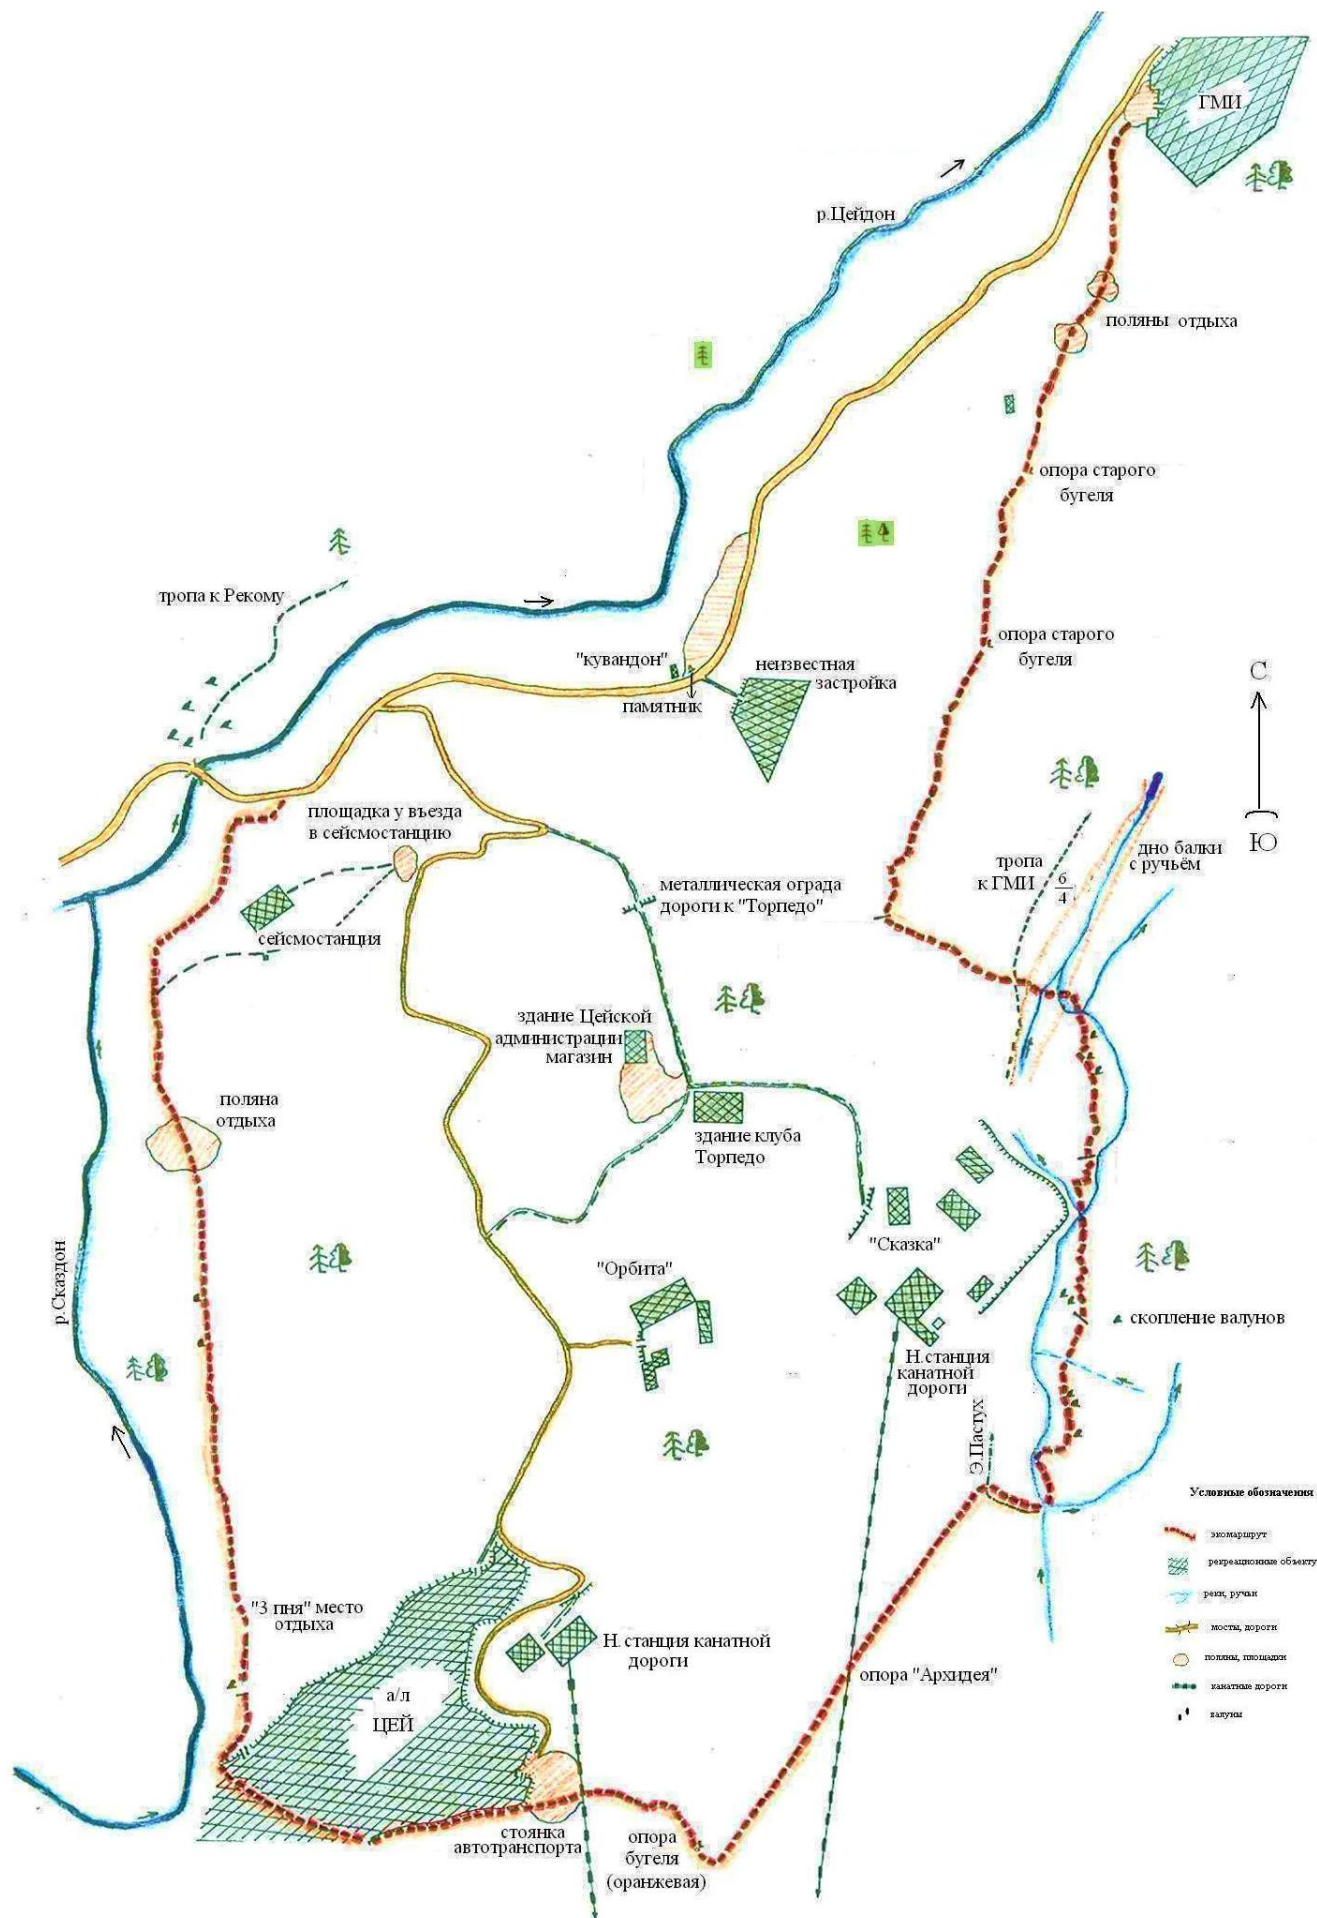 ГМИ
р.Цейдон
поляны отдыха
опора старого
бугеля
тропа к Рекому
опора старого
бугеля
"кувандон"
неизвестная
застройка
памятник
С
Ю
площадка у въезда
в сейсмостанцию
дно балки
с ручьём
тропа
к ГМИ
6
4
металлическая ограда
дороги к "Торпедо"
сейсмостанция
здание Цейской
администрации
магазин
поляна
отдыха
здание клуба
Торпедо
"Сказка"
"Орбита"
р.Сказдон
скопление валунов
Н.станция
канатной
дороги
Э.Пастух
Условные обозначения
экомаршрут
рекреационные объекту
реки, ручьи
мосты, дороги
поляны, площадки
канатные дороги
валуны
"3 пня" место
отдыха
Н. станция канатной
дороги
опора "Архидея"
а/л
ЦЕЙ
стоянка
автотранспорта
опора
бугеля
(оранжевая)